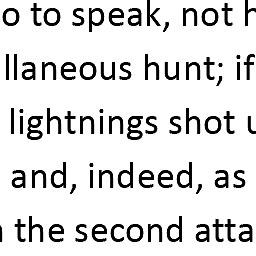 o to speak, not h
llaneous hunt; if
lightnings shot u
and, indeed, as
the second atta